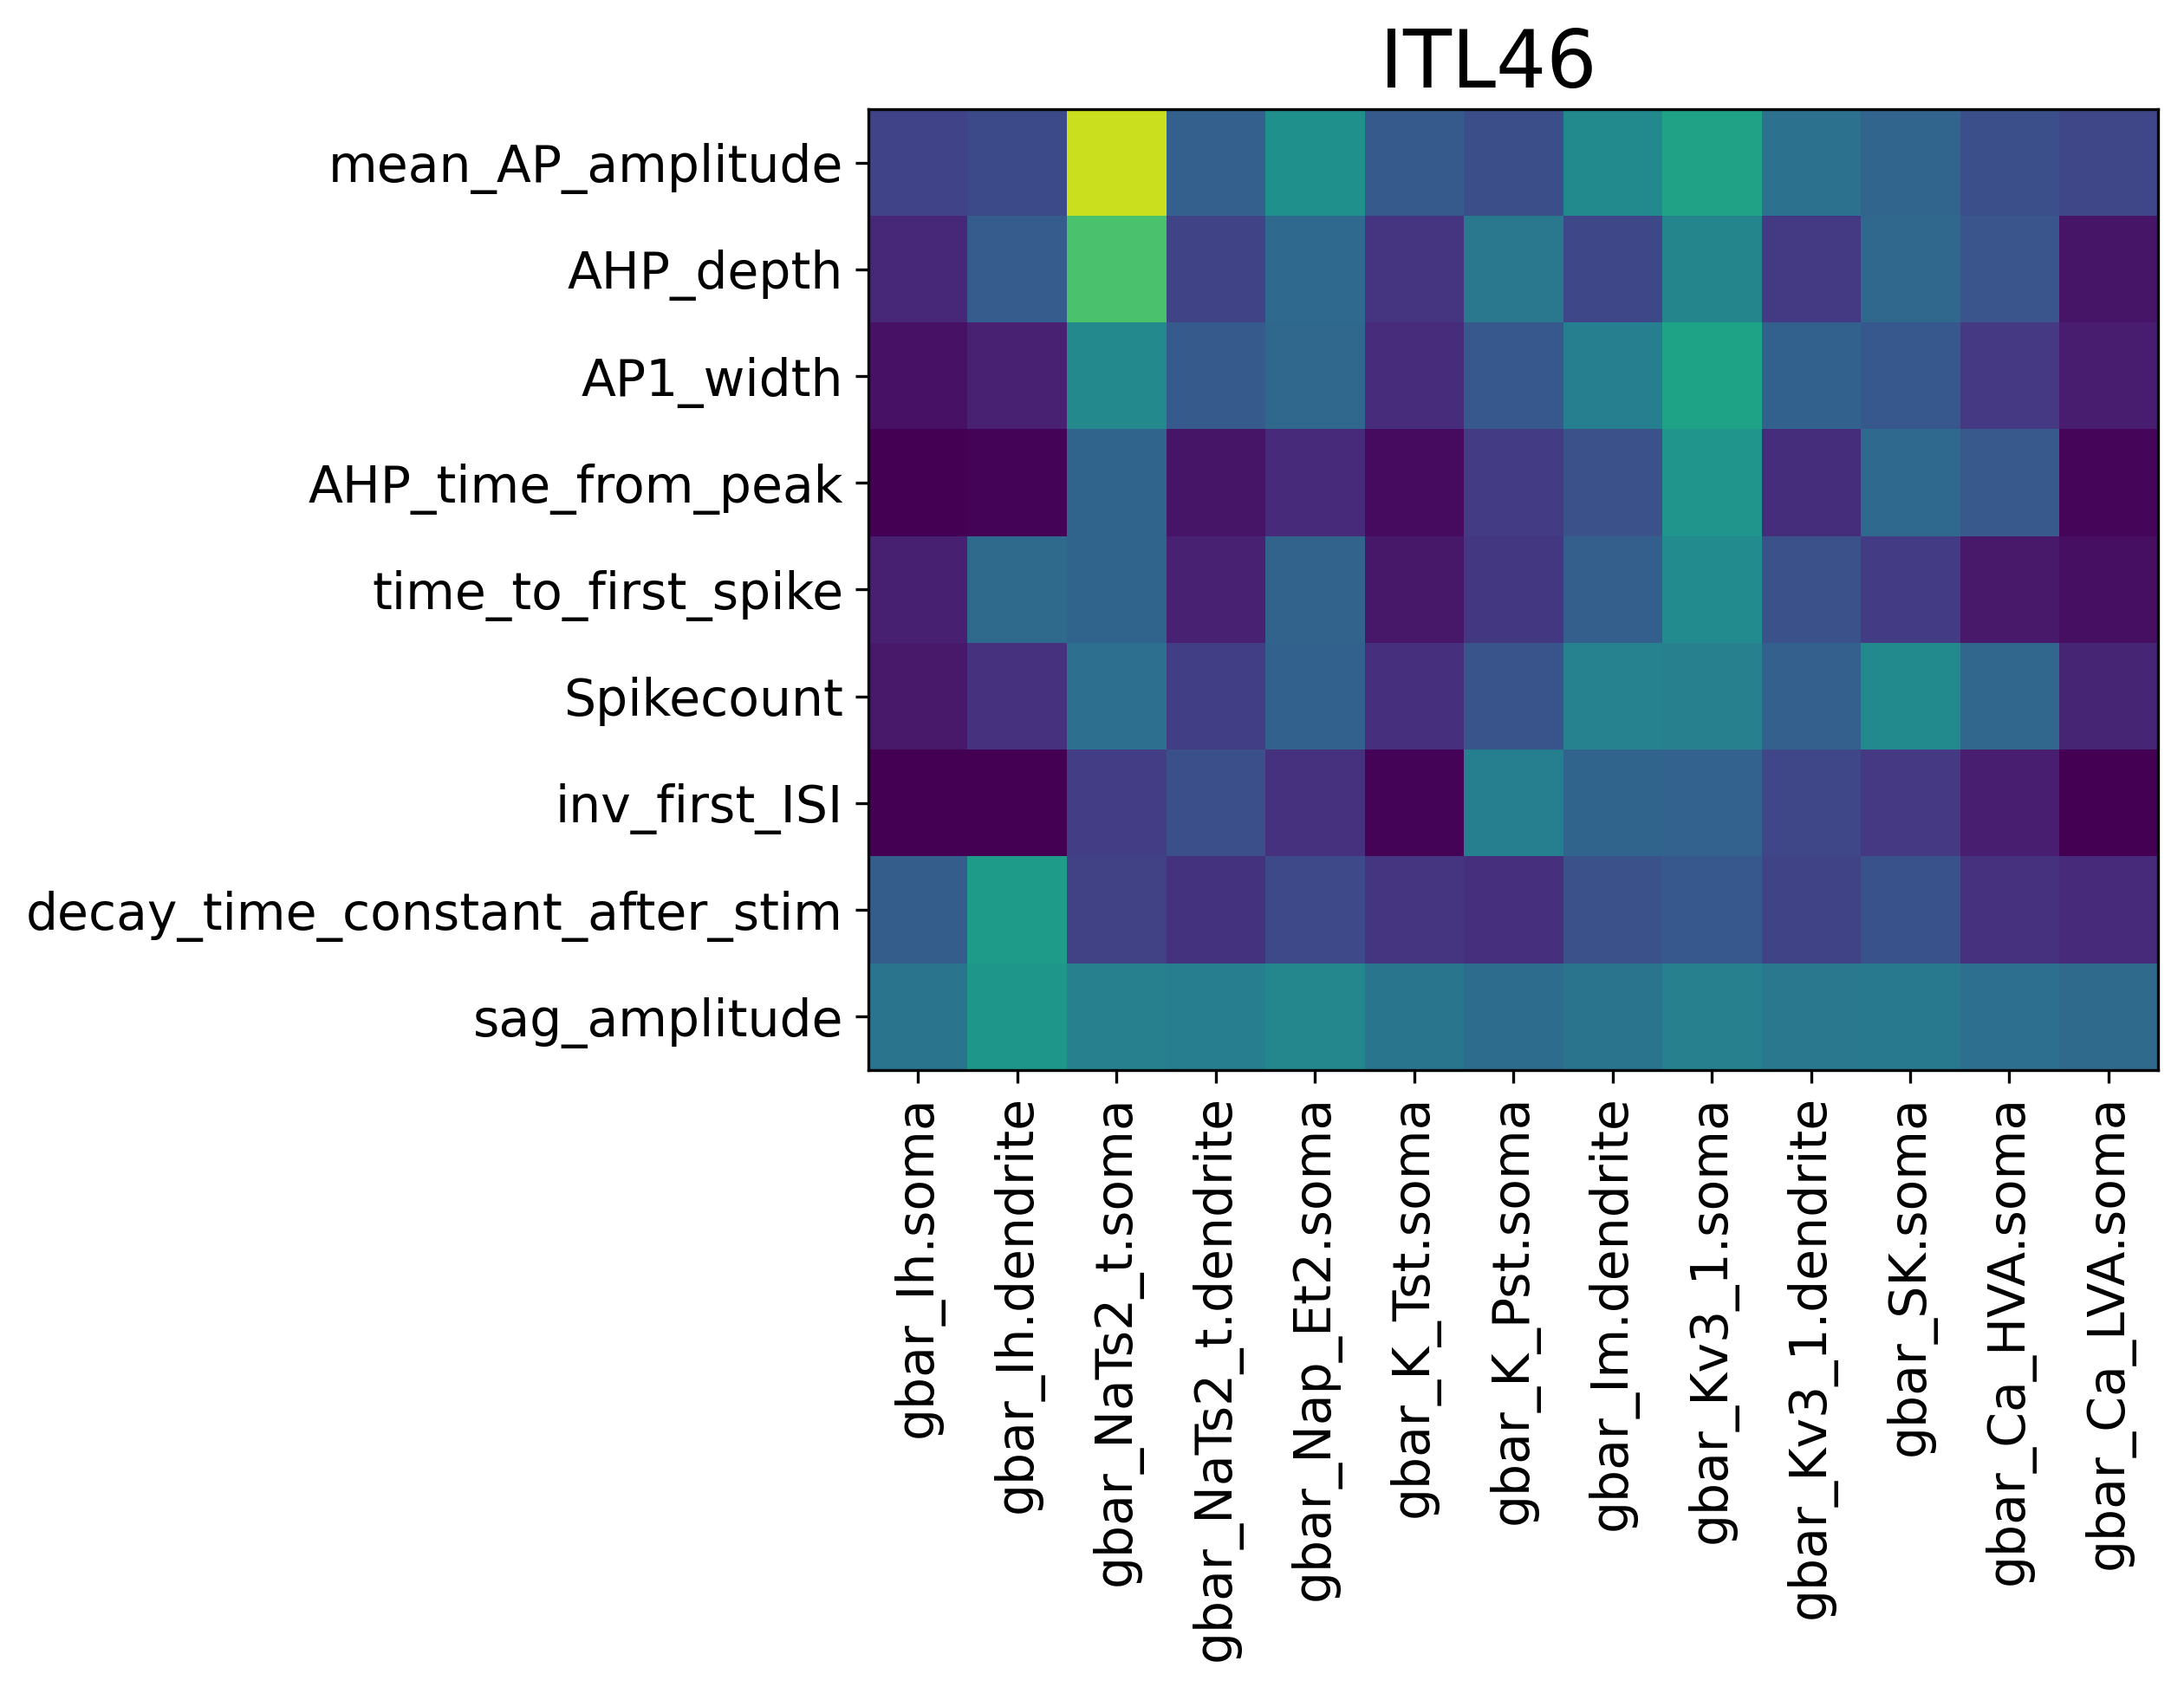 ITL46
mean_AP_amplitude
AHP_depth
AP1_width
AHP_time_from_peak
time_to_first_spike
Spikecount
inv_first_ISI
decay_time_constant_after_stim
sag_amplitude
gbar_Ih.soma
gbar_Ih.dendrite
gbar_NaTs2_t.soma
gbar_NaTs2_t.dendrite
gbar_Nap_Et2.soma
gbar_K_Tst.soma
gbar_K_Pst.soma
gbar_Im.dendrite
gbar_Kv3_1.soma
gbar_Kv3_1.dendrite
gbar_SK.soma
gbar_Ca_HVA.soma
gbar_Ca_LVA.soma